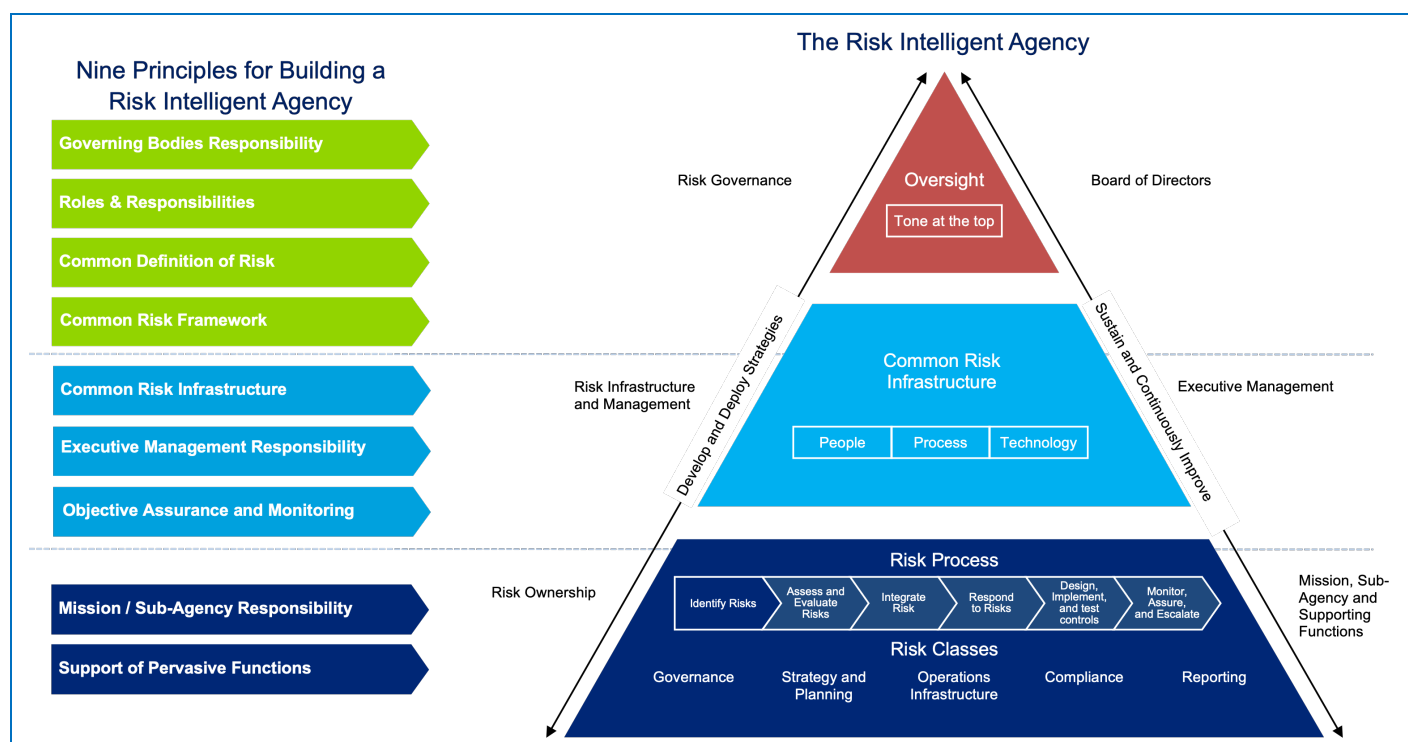 Nine Principles for Building a
Risk Intelligent Agency
Governing Bodies Responsibility
Roles & Responsibilities
Common Definition of Risk
Common Risk Framework
Common Risk Infrastructure
Executive Management Responsibility
Objective Assurance and Monitoring
Mission / Sub-Agency Responsibility
Support of Pervasive Functions
The Risk Intelligent Agency
Risk Governance
Oversight
Tone at the top
Board of Directors
Develop and Deploy Strategies
Sustain and Continuously Improve
Risk Infrastructure
and Management
Common Risk
Infrastructure
People
Process
Technology
Executive Management
Risk Ownership
Risk Process
Identify Risks
Assess and
Evaluate
Risks
Integrate
Risk
Respond
to Risks
Design,
Implement,
and test
controls
Monitor,
Assure,
and Escalate
Mission, Sub-
Agency and
Supporting
Functions
Risk Classes
Governance
Strategy and
Planning
Operations
Infrastructure
Compliance
Reporting